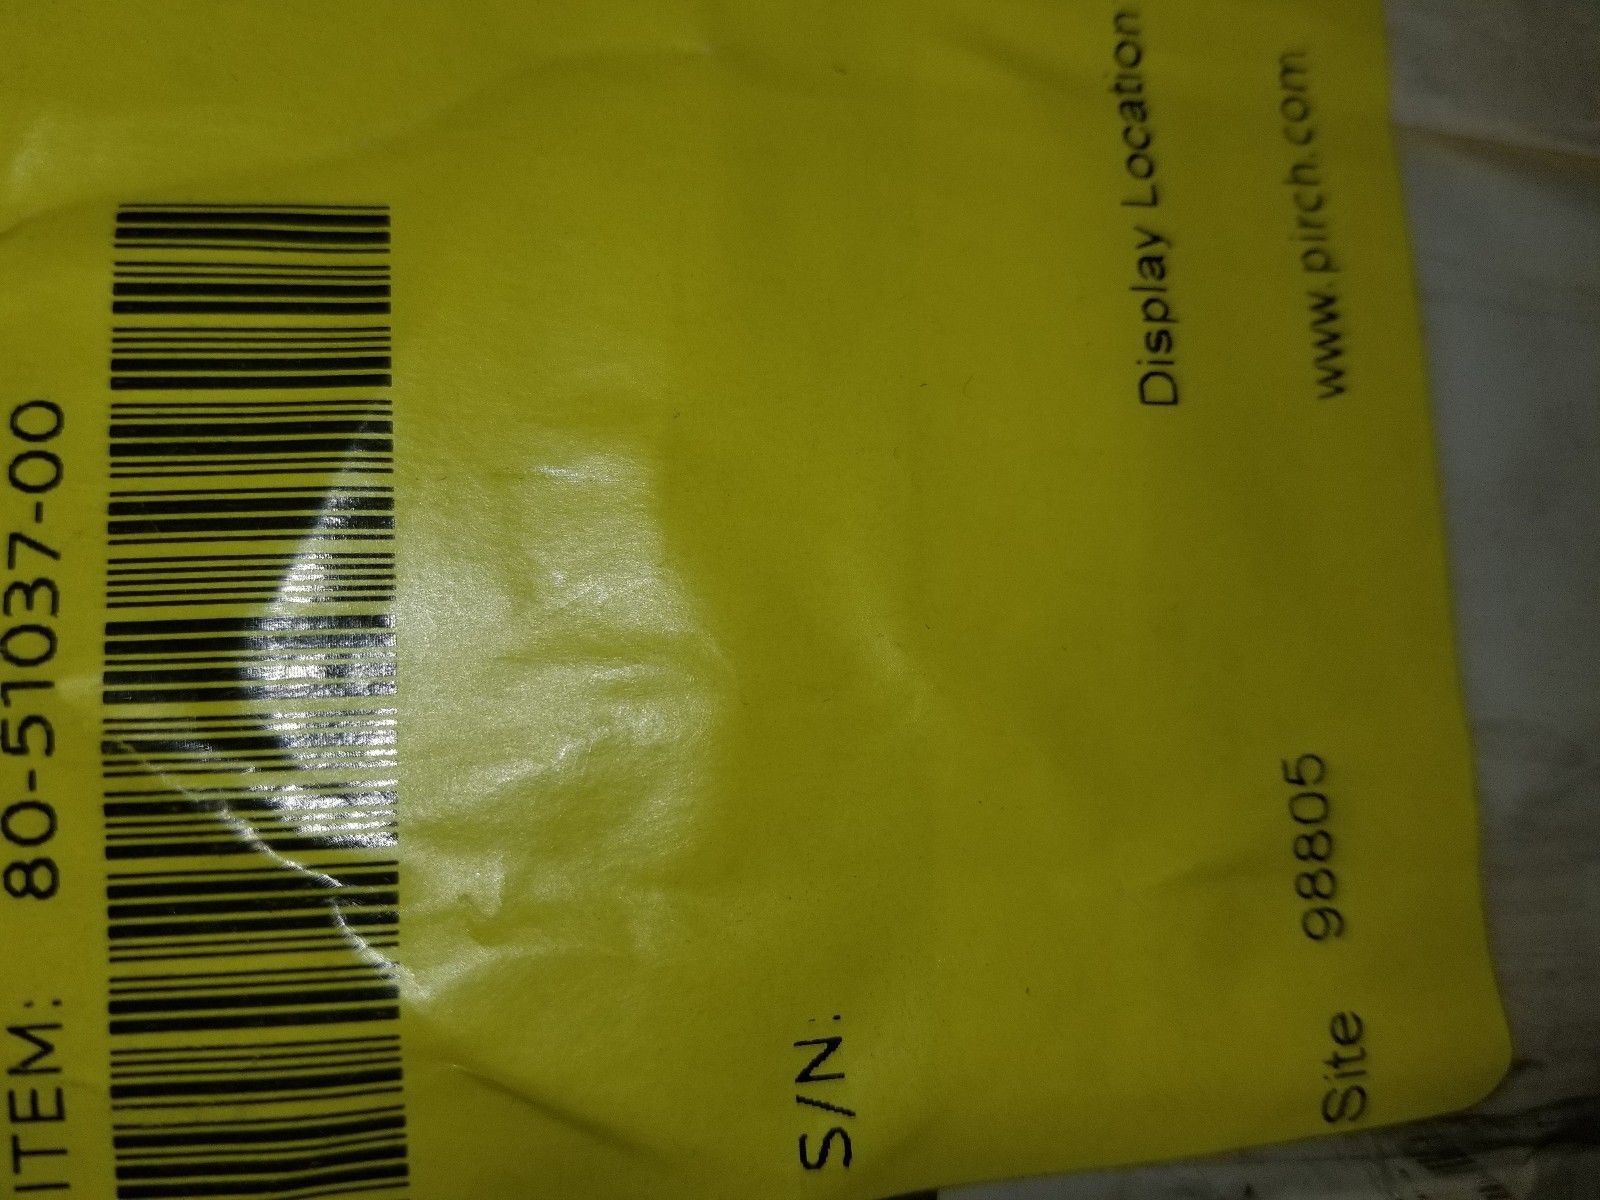 ITEM: 80-51037-00
S/N:
Display Location
Site 98805 www.pirch.com